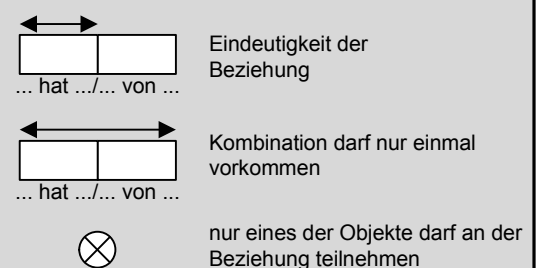 Eindeutigkeit der
Beziehung
... hat .../... von ...
Kombination darf nur einmal
vorkommen
... hat .../... von ...
nur eines der Objekte darf an der
Beziehung teilnehmen